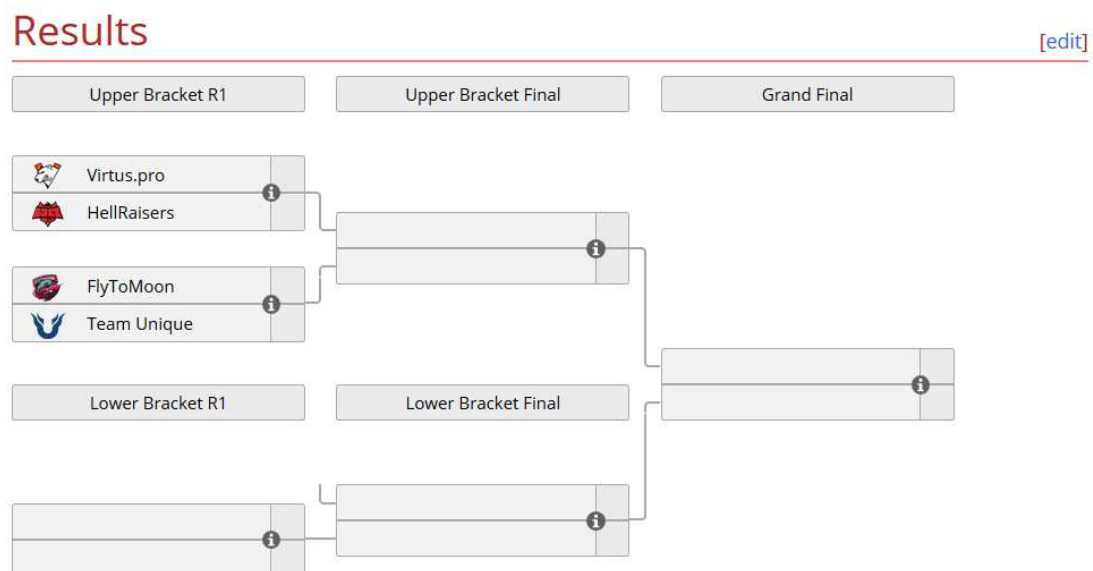 Results
[edit]
Upper Bracket R1
Upper Bracket Final
Grand Final
Virtus.pro
HellRaisers
FlyToMoon
Team Unique
Lower Bracket R1
Lower Bracket Final